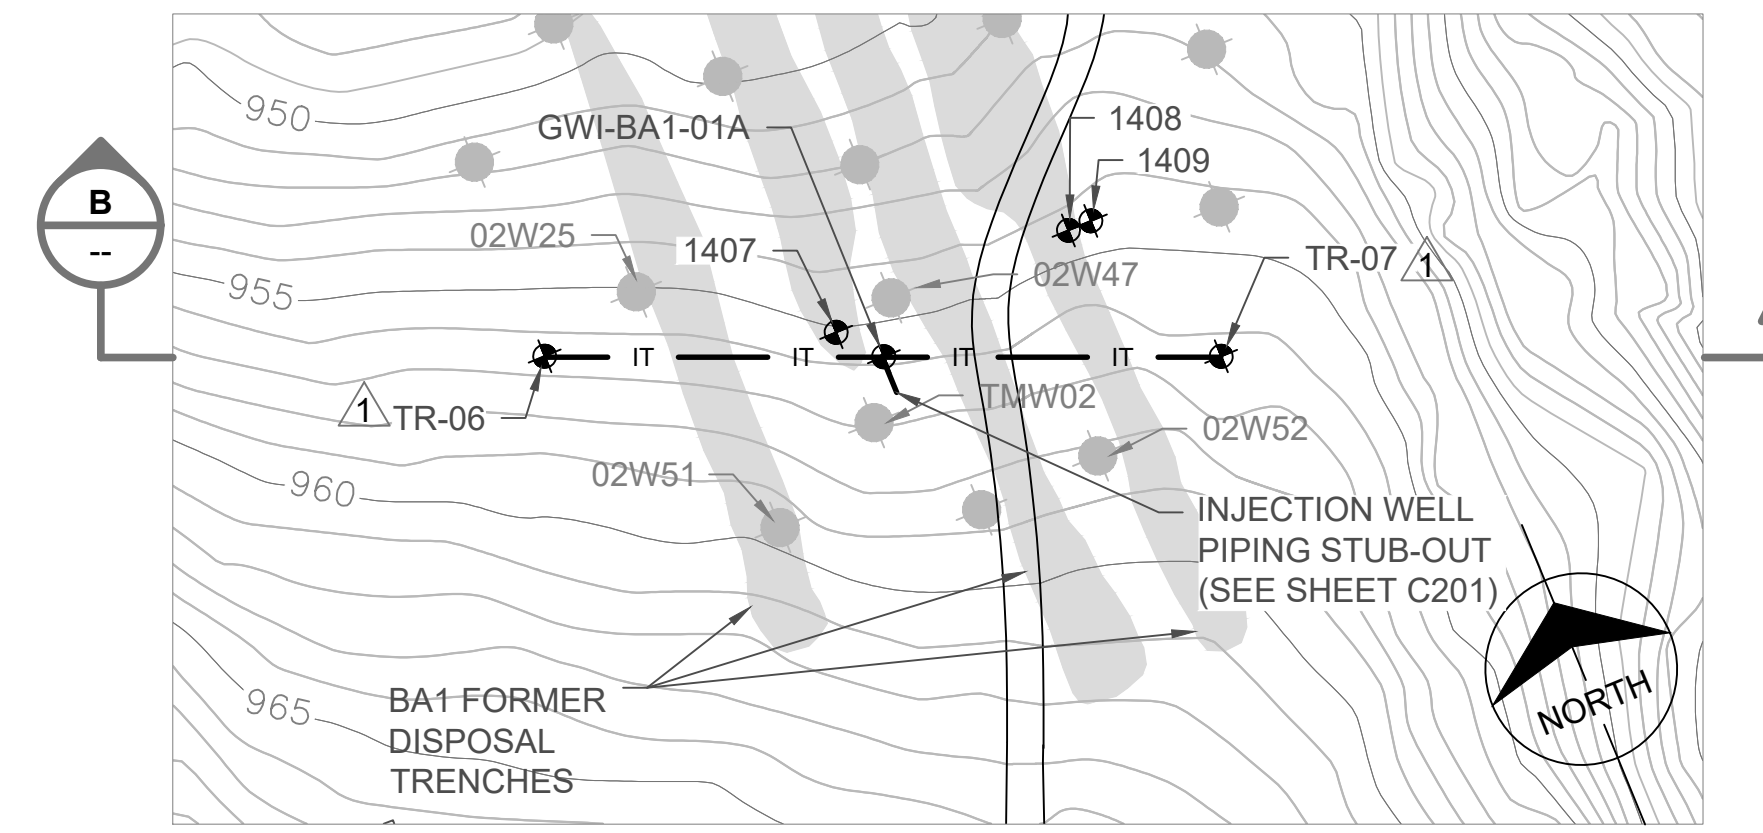 950
GWI-BA1-01A
1408
1409
B
--
02W25
1407
02W47
TR-07
1
955
IT
IT
IT
IT
1
TR-06
TMW02
02W52
02W51
960
INJECTION WELL
PIPING STUB-OUT
(SEE SHEET C201)
965
BA1 FORMER
DISPOSAL
TRENCHES
NORTH